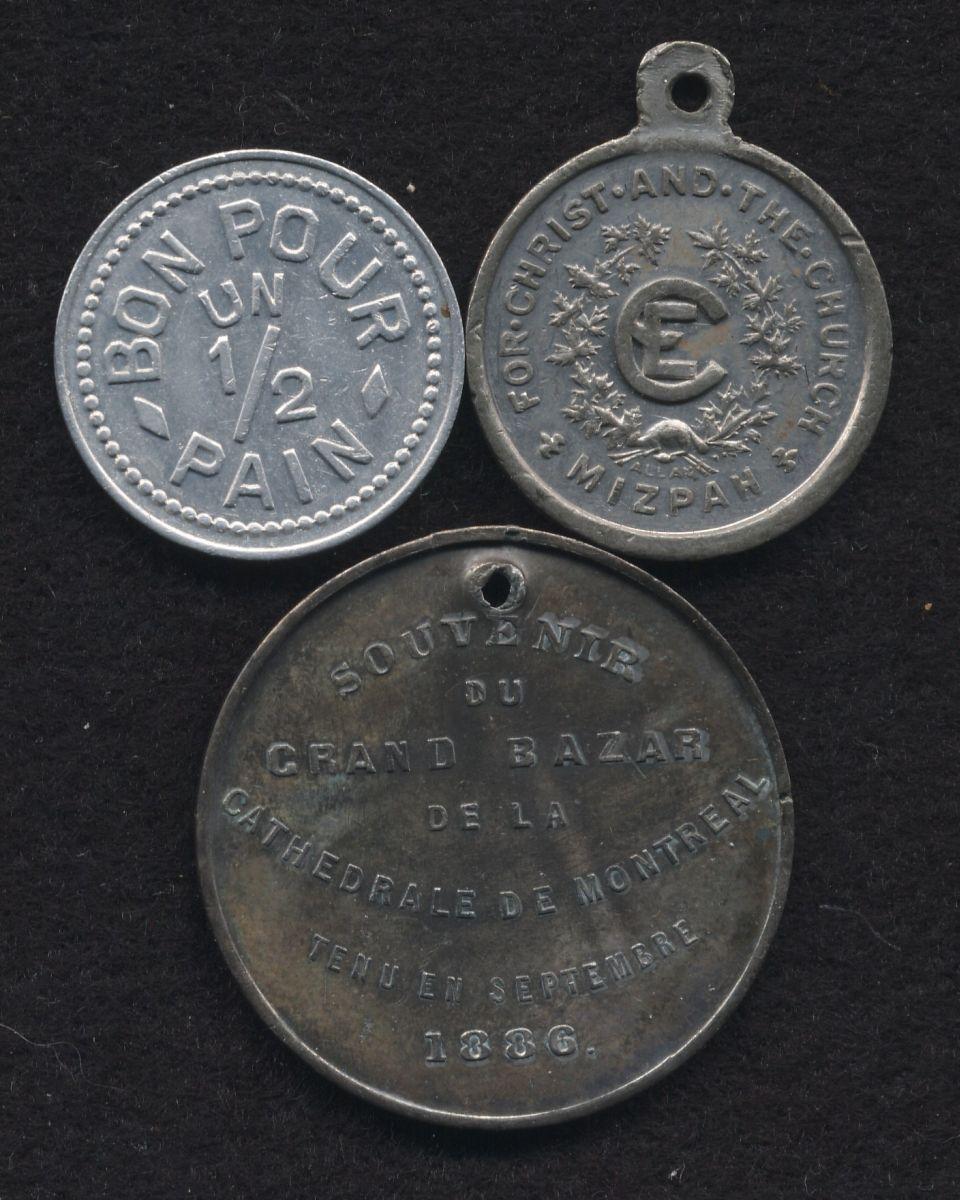 BON POUR
UN
1/2
PAIN
FOR·CHRIST·AND·THE·CHURCH
CE
ALLAN
MIZPAH
SOUVENIR
DU
GRAND BAZAR
DE LA
CATHEDRALE DE MONTREAL
TENU EN SEPTEMBRE
1886.